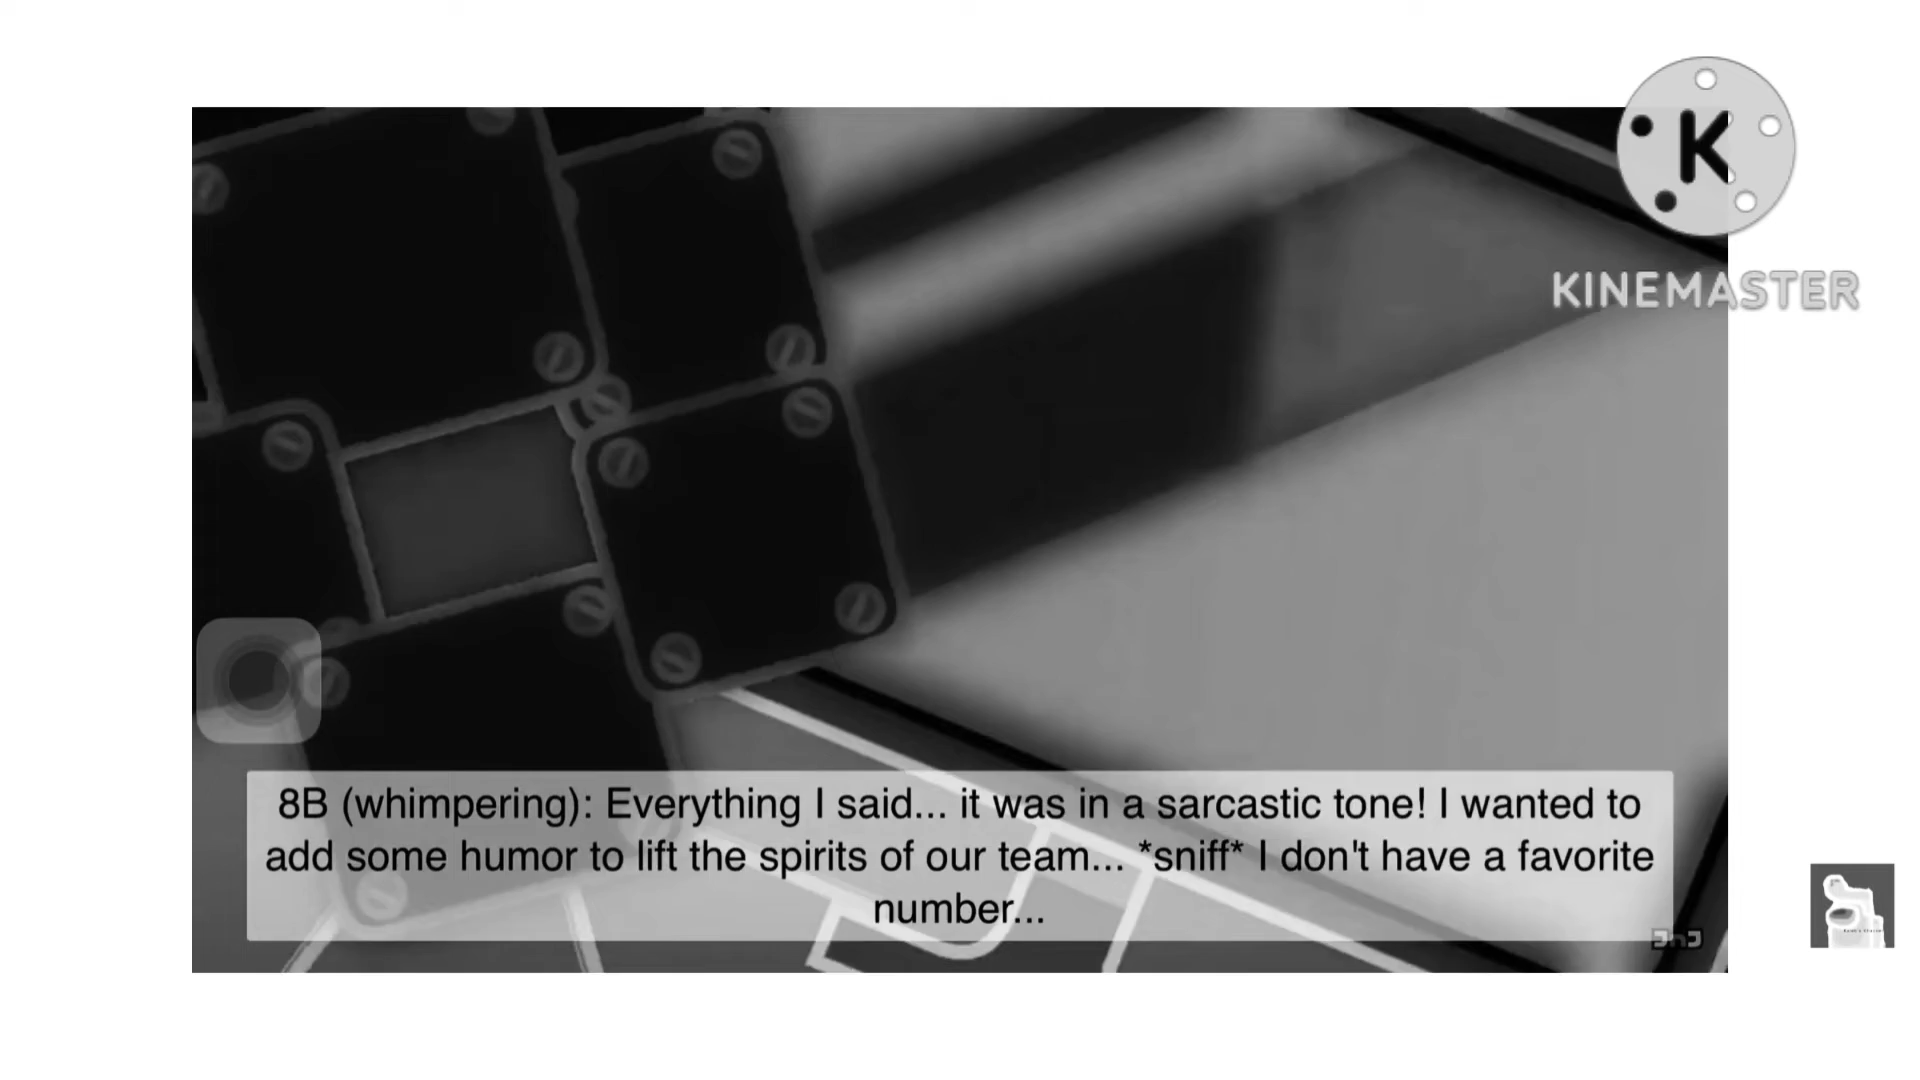 K
KINEMASTER
8B (whimpering): Everything I said... it was in a sarcastic tone! I wanted to
add some humor to lift the spirits of our team... *sniff* I don't have a favorite
number...
JnJ